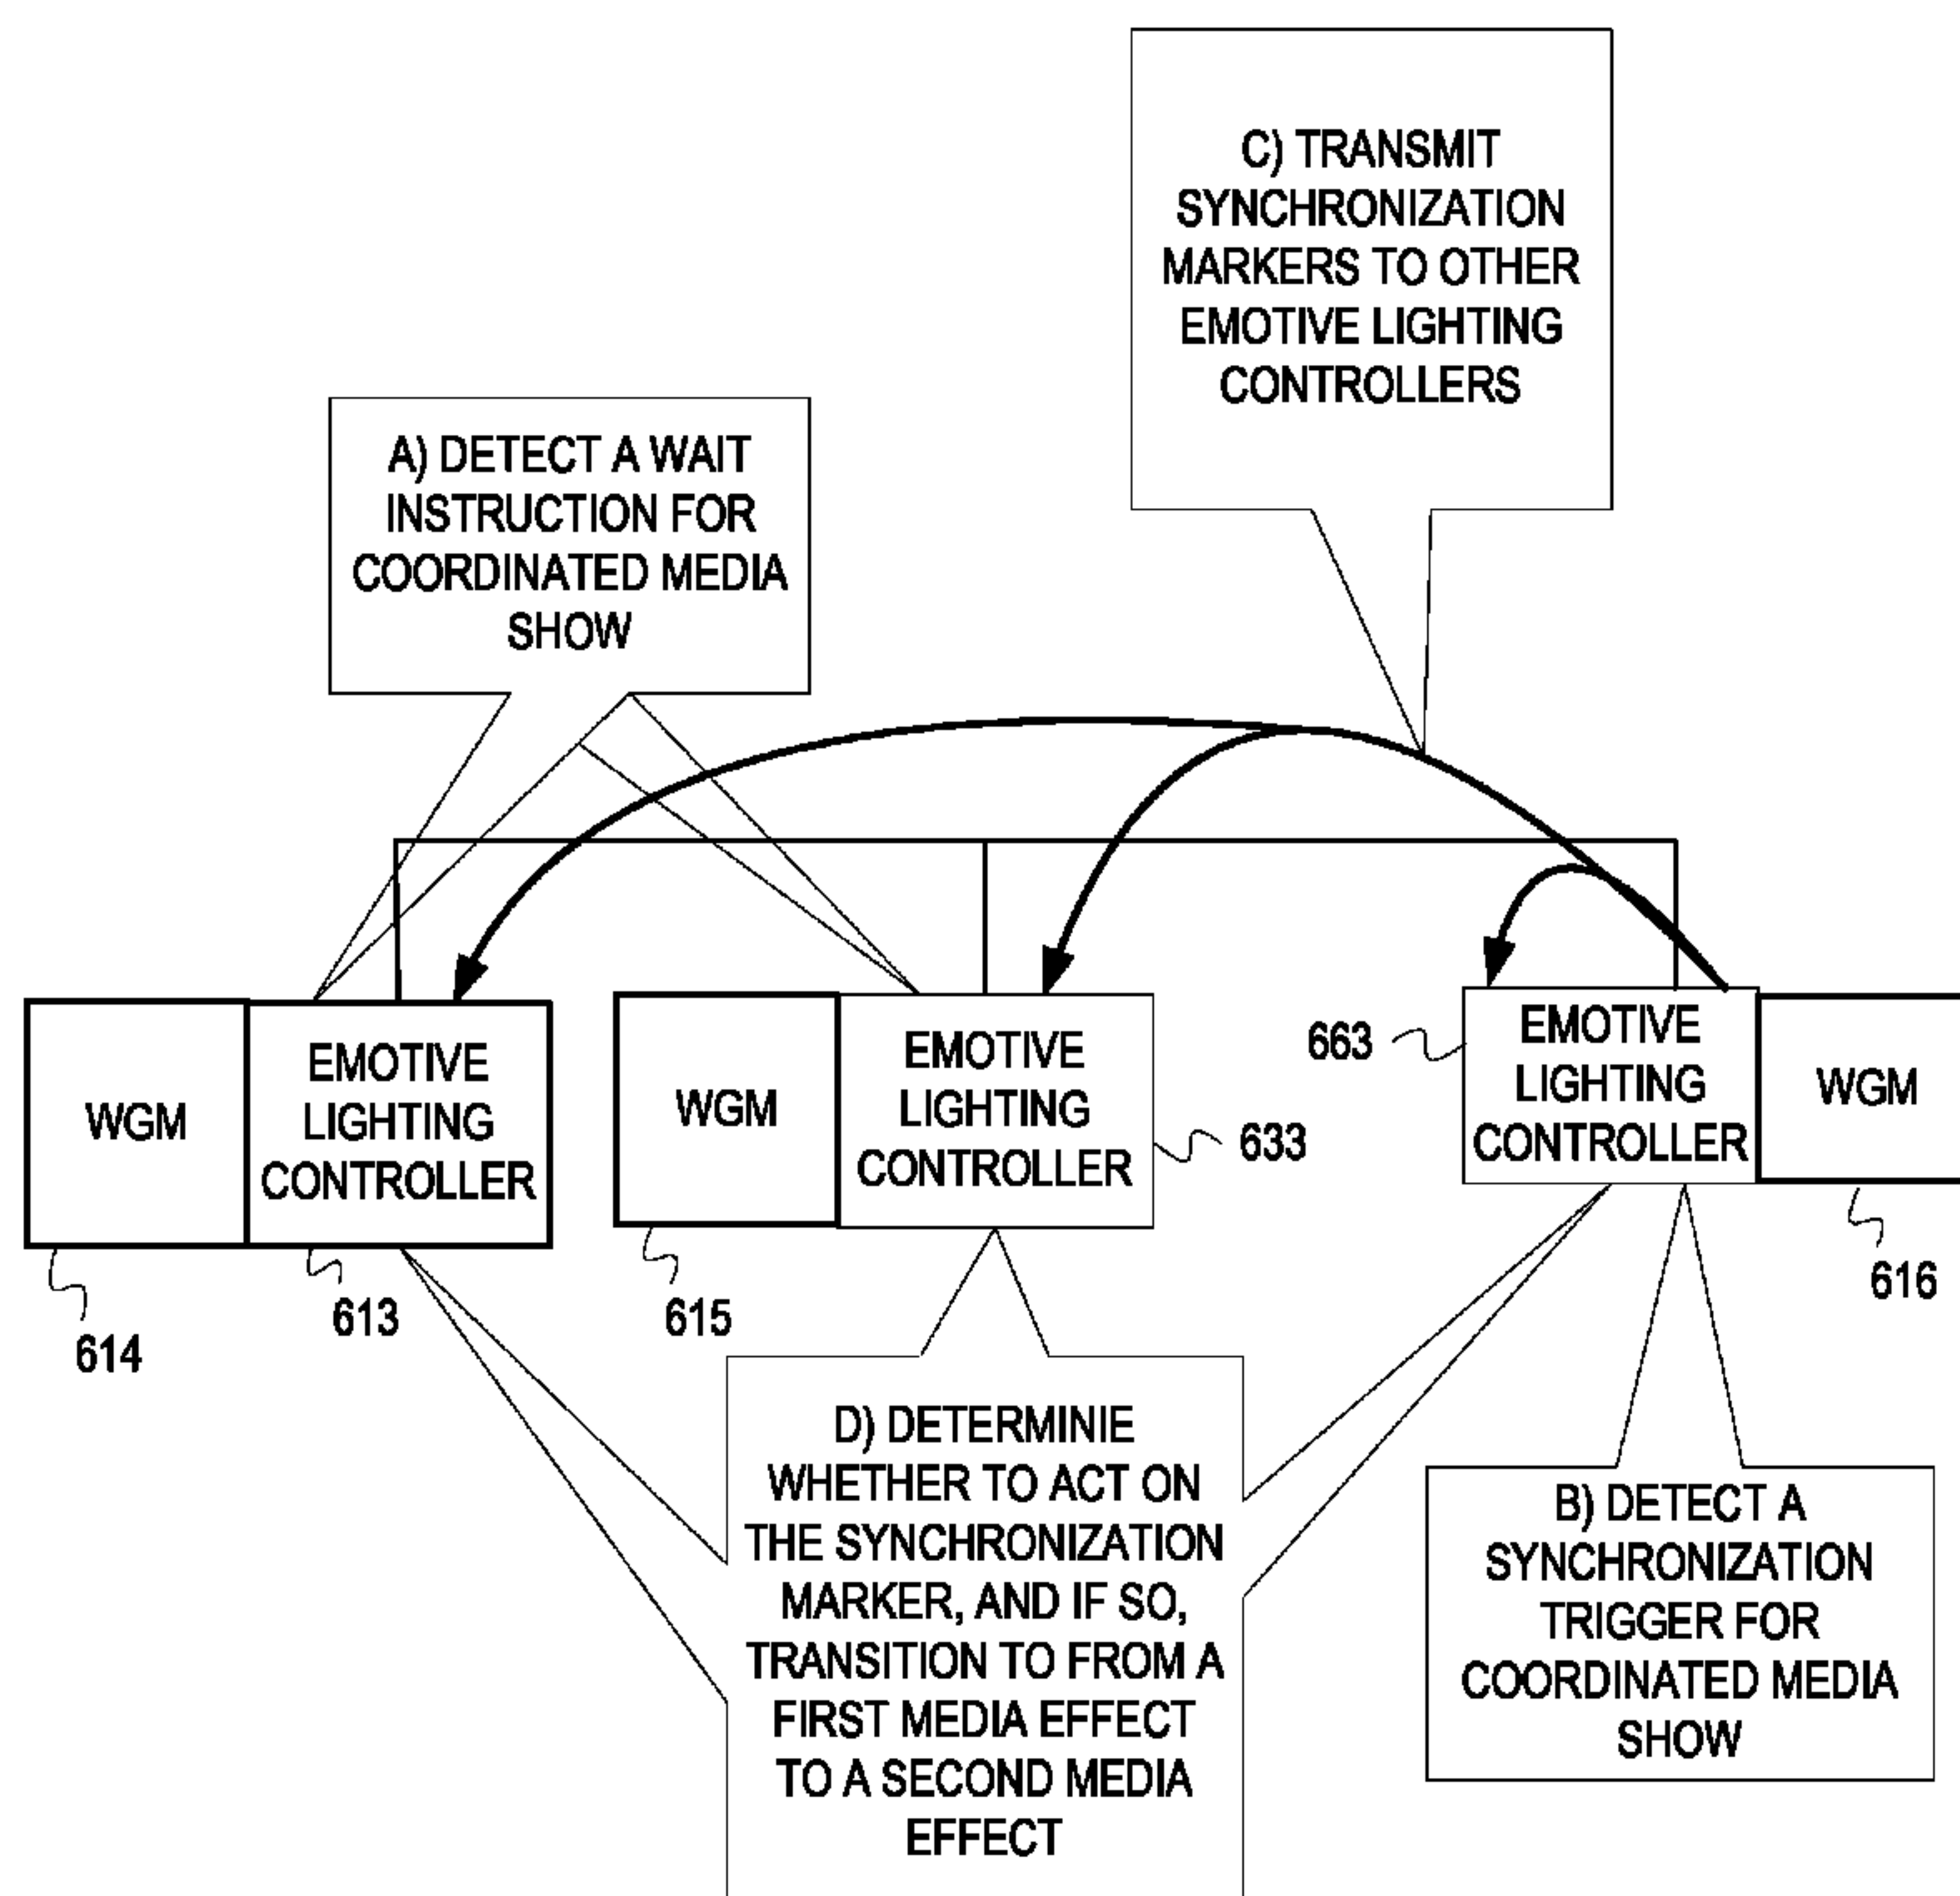 C) TRANSMIT
SYNCHRONIZATION
MARKERS TO OTHER
EMOTIVE LIGHTING
CONTROLLERS
A) DETECT A WAIT
INSTRUCTION FOR
COORDINATED MEDIA
SHOW
WGM
EMOTIVE
LIGHTING
CONTROLLER
WGM
EMOTIVE
LIGHTING
CONTROLLER
633
663
EMOTIVE
LIGHTING
CONTROLLER
WGM
614
613
615
616
D) DETERMINIE
WHETHER TO ACT ON
THE SYNCHRONIZATION
MARKER, AND IF SO,
TRANSITION TO FROM A
FIRST MEDIA EFFECT
TO A SECOND MEDIA
EFFECT
B) DETECT A
SYNCHRONIZATION
TRIGGER FOR
COORDINATED MEDIA
SHOW